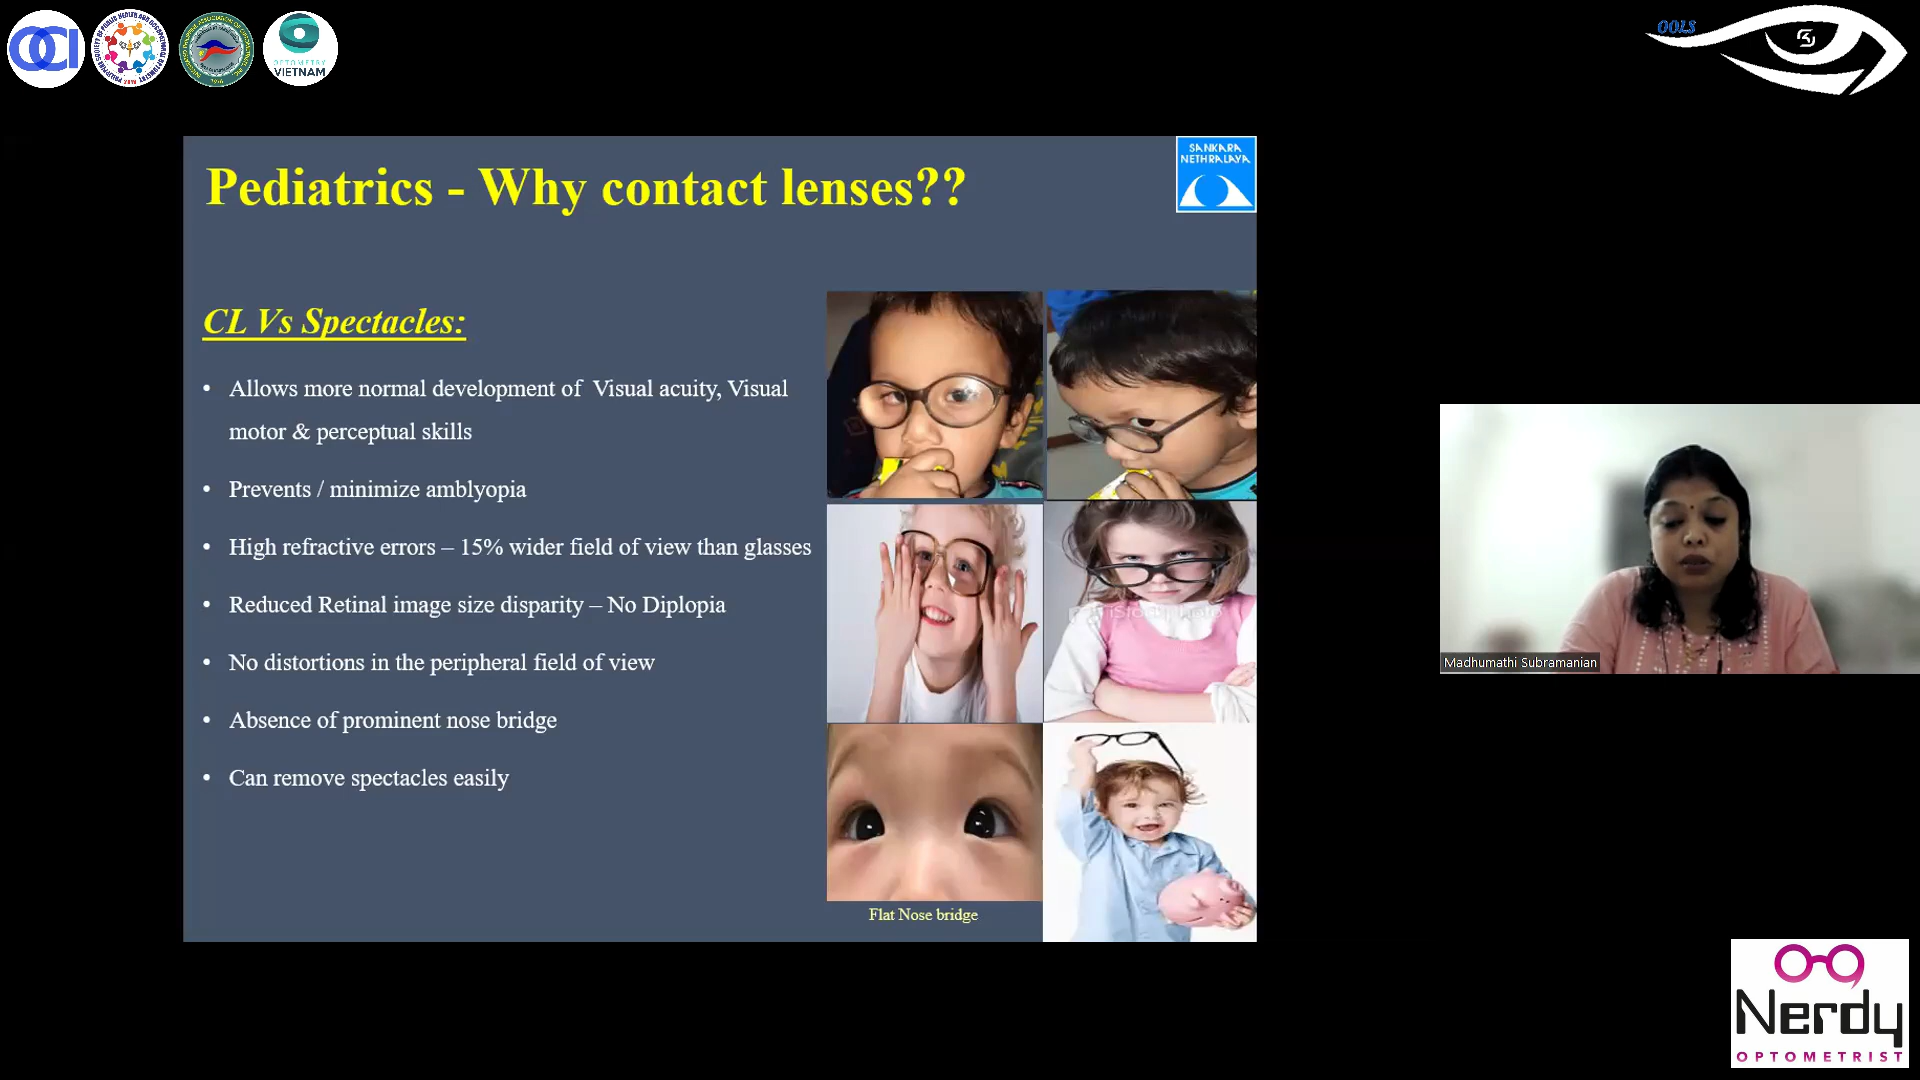 OCI
OPTOMETRY
VIETNAM
OOLS
SANKARA
NETHRALAYA
Pediatrics - Why contact lenses??
CL Vs Spectacles:
• Allows more normal development of Visual acuity, Visual
motor & perceptual skills
• Prevents / minimize amblyopia
• High refractive errors – 15% wider field of view than glasses
• Reduced Retinal image size disparity – No Diplopia
• No distortions in the peripheral field of view
• Absence of prominent nose bridge
• Can remove spectacles easily
Flat Nose bridge
Madhumathi Subramanian
Nerdy
OPTOMETRIST